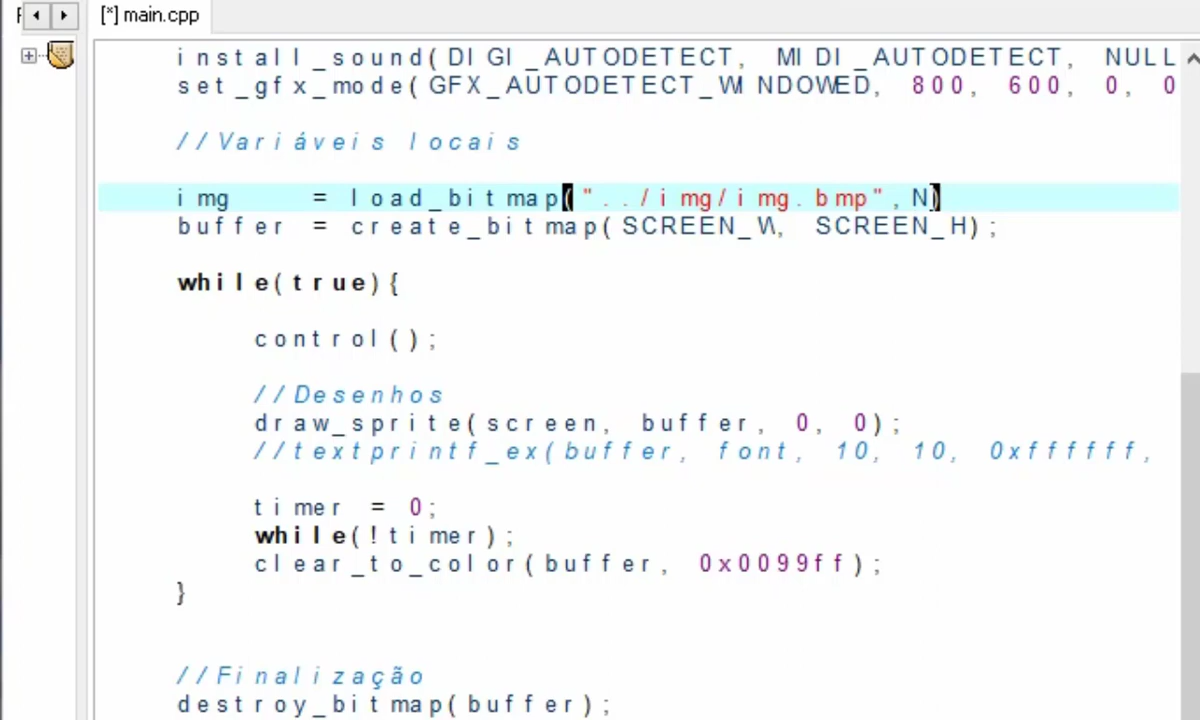 [*] main.cpp
install_sound(DIGI_AUTODETECT, MIDI_AUTODETECT, NULL
set_gfx_mode(GFX_AUTODETECT_WINDOWED, 800, 600, 0, 0
//Variáveis locais
img = load_bitmap("../img/img.bmp",N)
buffer = create_bitmap(SCREEN_W, SCREEN_H);
while(true){
control();
//Desenhos
draw_sprite(screen, buffer, 0, 0);
//textprintf_ex(buffer, font, 10, 10, 0xffffff,
timer = 0;
while(!timer);
clear_to_color(buffer, 0x0099ff);
}
//Finalização
destroy_bitmap(buffer);